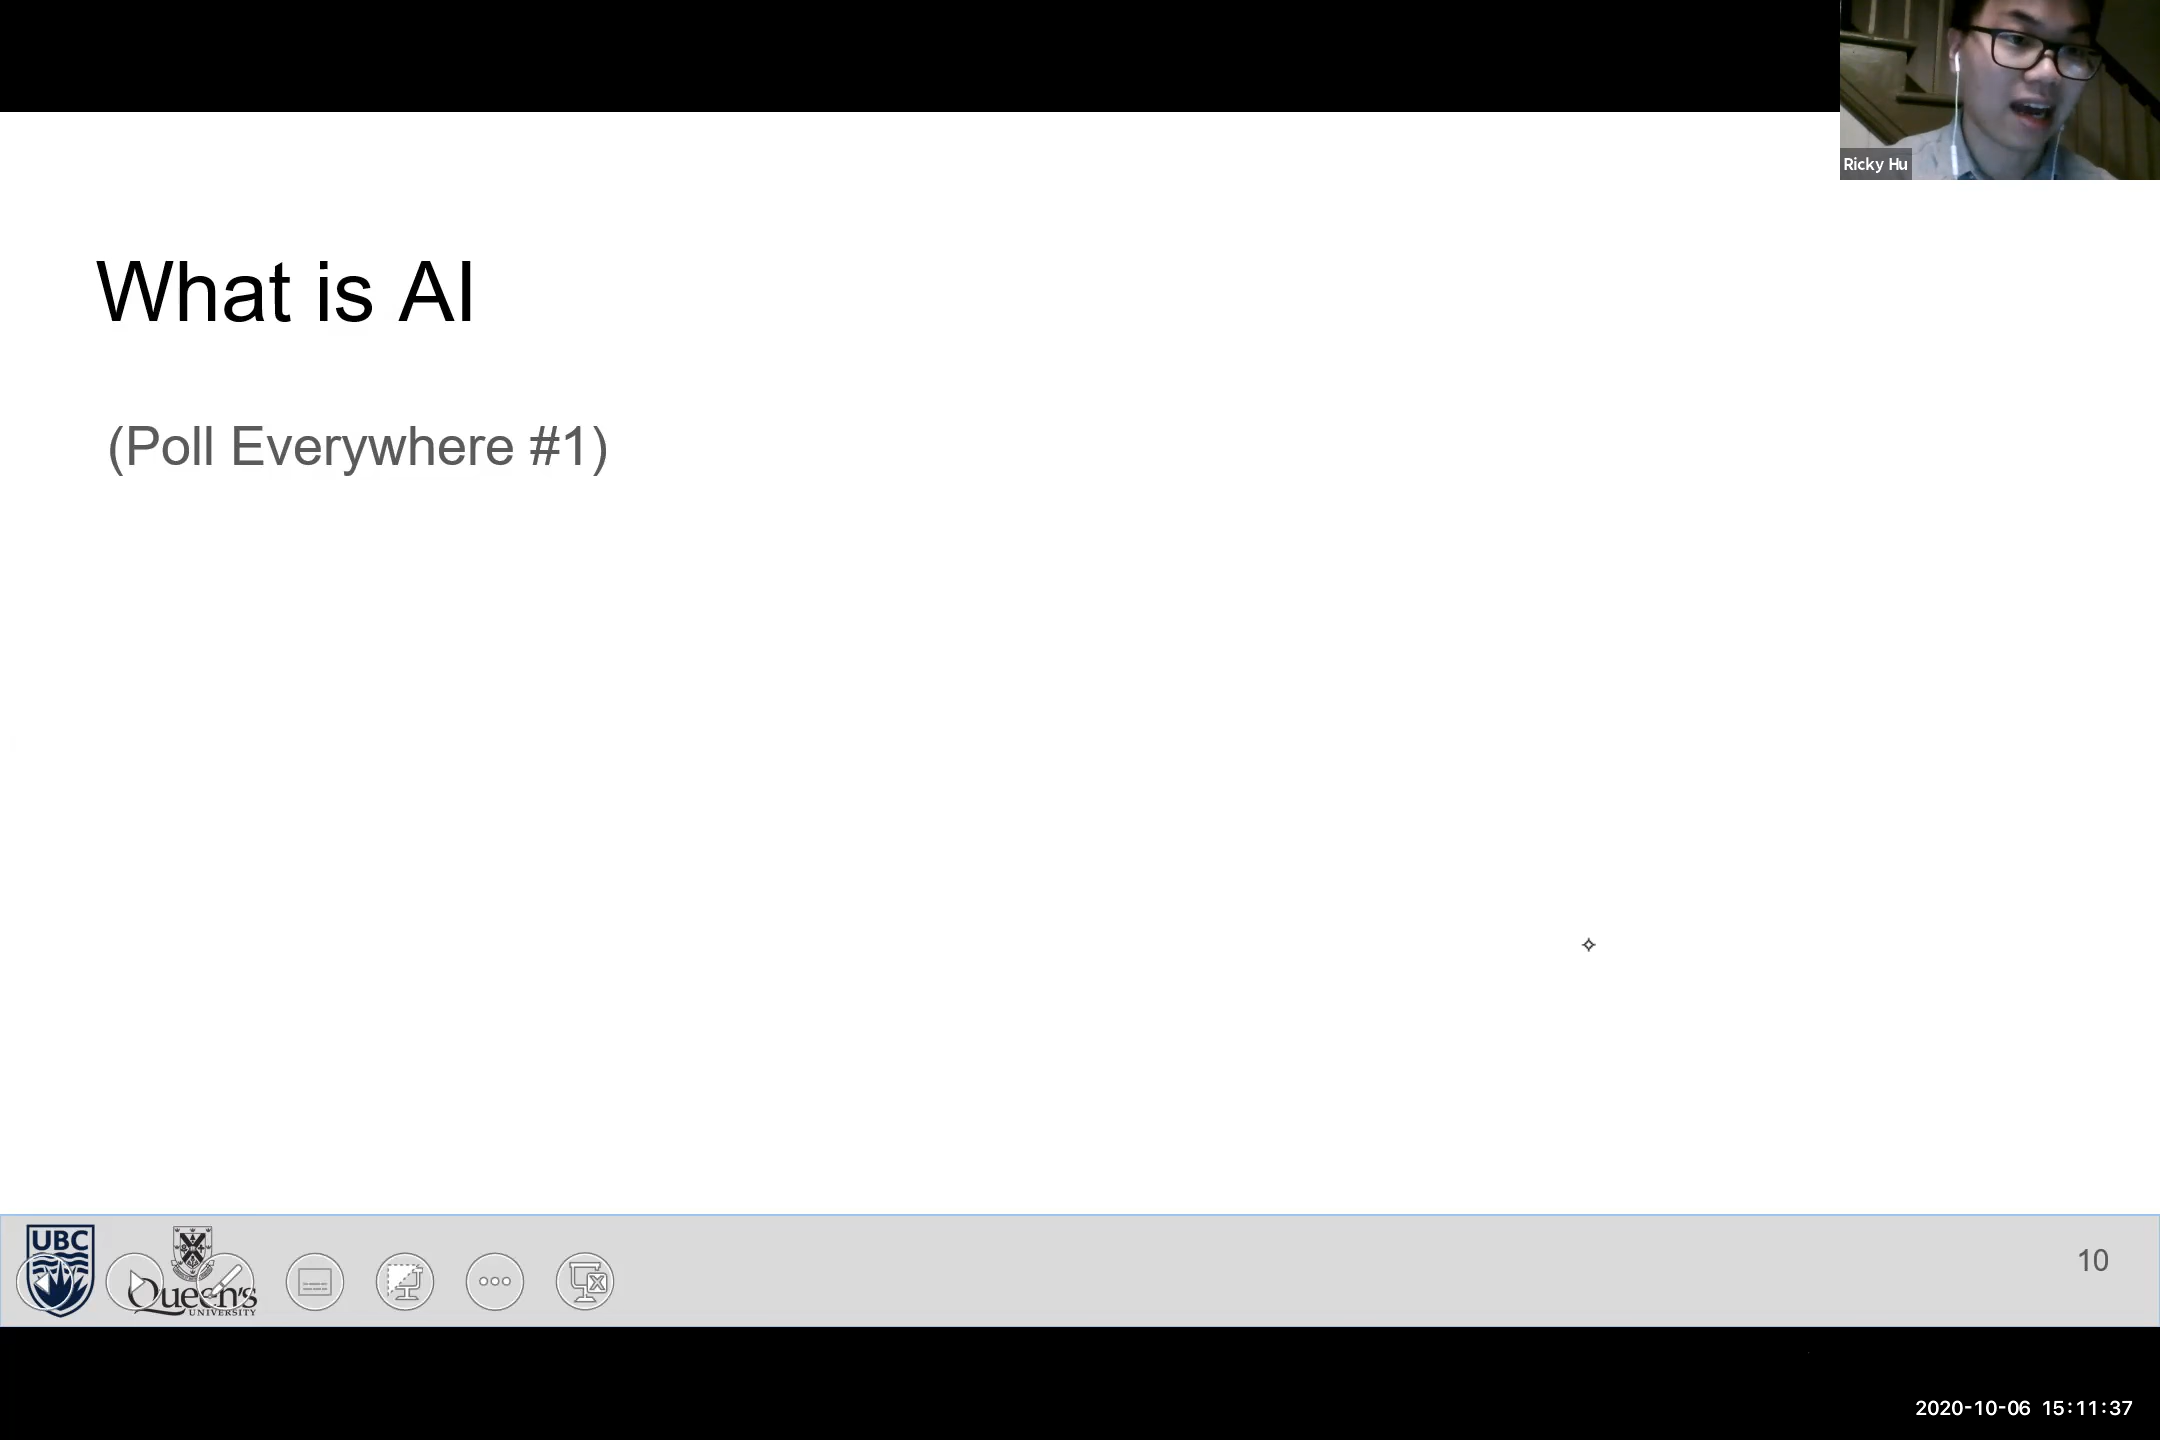 Ricky Hu
What is AI
(Poll Everywhere #1)
UBC
Queen's
UNIVERSITY
10
2020-10-06 15:11:37